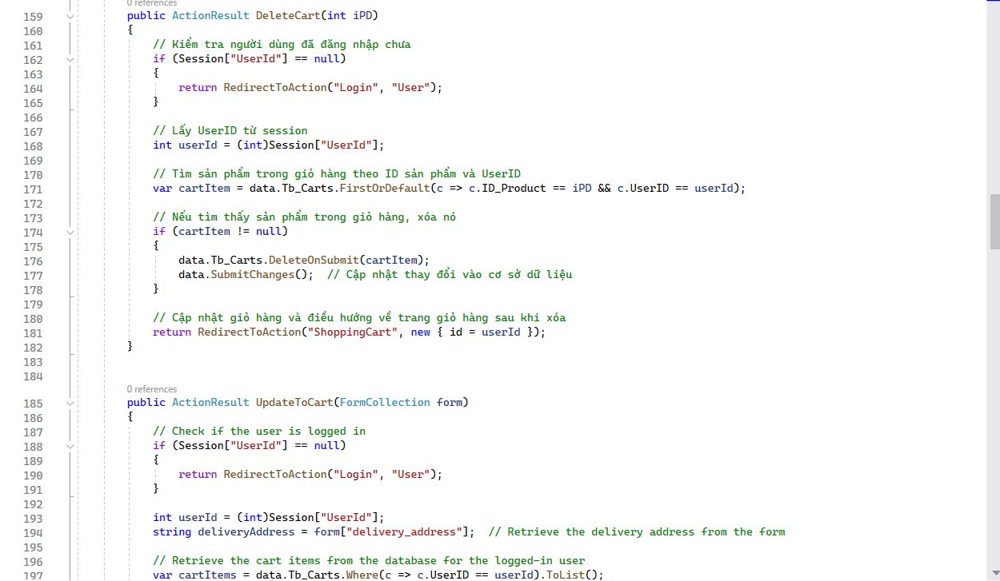 0 references
159 public ActionResult DeleteCart(int iPD)
160 {
161 // Kiểm tra người dùng đã đăng nhập chưa
162 if (Session["UserId"] == null)
163 {
164 return RedirectToAction("Login", "User");
165 }
166
167 // Lấy UserID từ session
168 int userId = (int)Session["UserId"];
169
170 // Tìm sản phẩm trong giỏ hàng theo ID sản phẩm và UserID
171 var cartItem = data.Tb_Carts.FirstOrDefault(c => c.ID_Product == iPD && c.UserID == userId);
172
173 // Nếu tìm thấy sản phẩm trong giỏ hàng, xóa nó
174 if (cartItem != null)
175 {
176 data.Tb_Carts.DeleteOnSubmit(cartItem);
177 data.SubmitChanges(); // Cập nhật thay đổi vào cơ sở dữ liệu
178 }
179
180 // Cập nhật giỏ hàng và điều hướng về trang giỏ hàng sau khi xóa
181 return RedirectToAction("ShoppingCart", new { id = userId });
182 }
183
184
0 references
185 public ActionResult UpdateToCart(FormCollection form)
186 {
187 // Check if the user is logged in
188 if (Session["UserId"] == null)
189 {
190 return RedirectToAction("Login", "User");
191 }
192
193 int userId = (int)Session["UserId"];
194 string deliveryAddress = form["delivery_address"]; // Retrieve the delivery address from the form
195
196 // Retrieve the cart items from the database for the logged-in user
197 var cartItems = data.Tb_Carts.Where(c => c.UserID == userId).ToList();